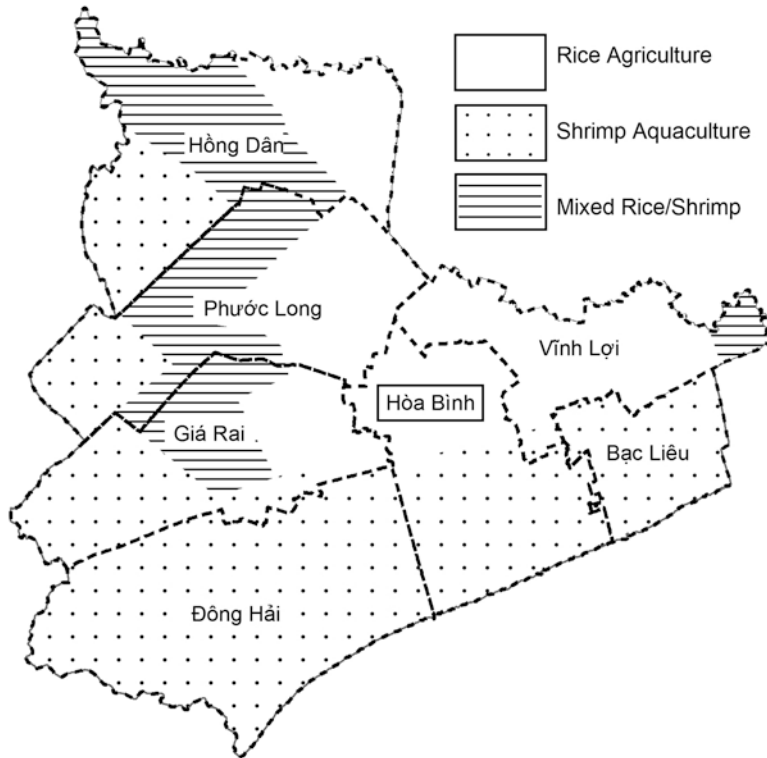 Rice Agriculture
Shrimp Aquaculture
Mixed Rice/Shrimp
Hồng Dân
Phước Long
Vĩnh Lợi
Hòa Bình
Giá Rai
Bạc Liêu
Đông Hải